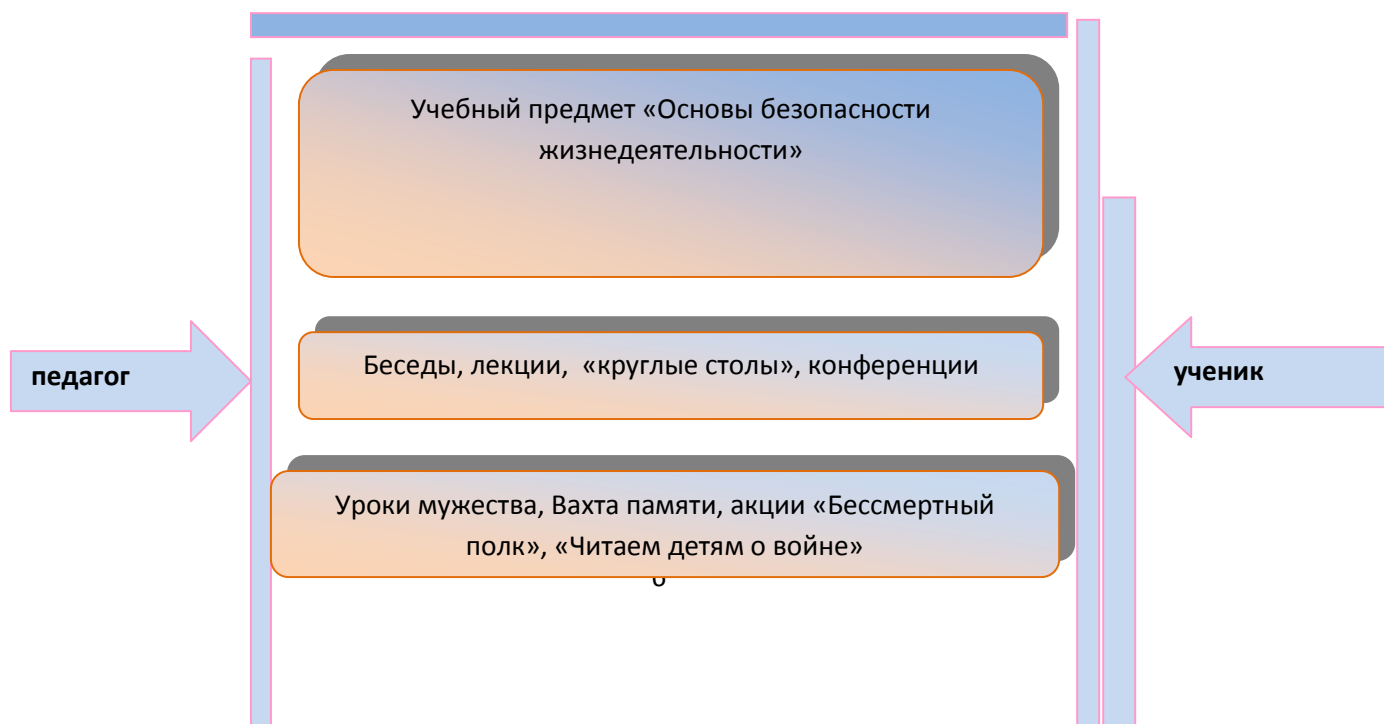 Учебный предмет «Основы безопасности
жизнедеятельности»
педагог
Беседы, лекции, «круглые столы», конференции
ученик
Уроки мужества, Вахта памяти, акции «Бессмертный
полк», «Читаем детям о войне»